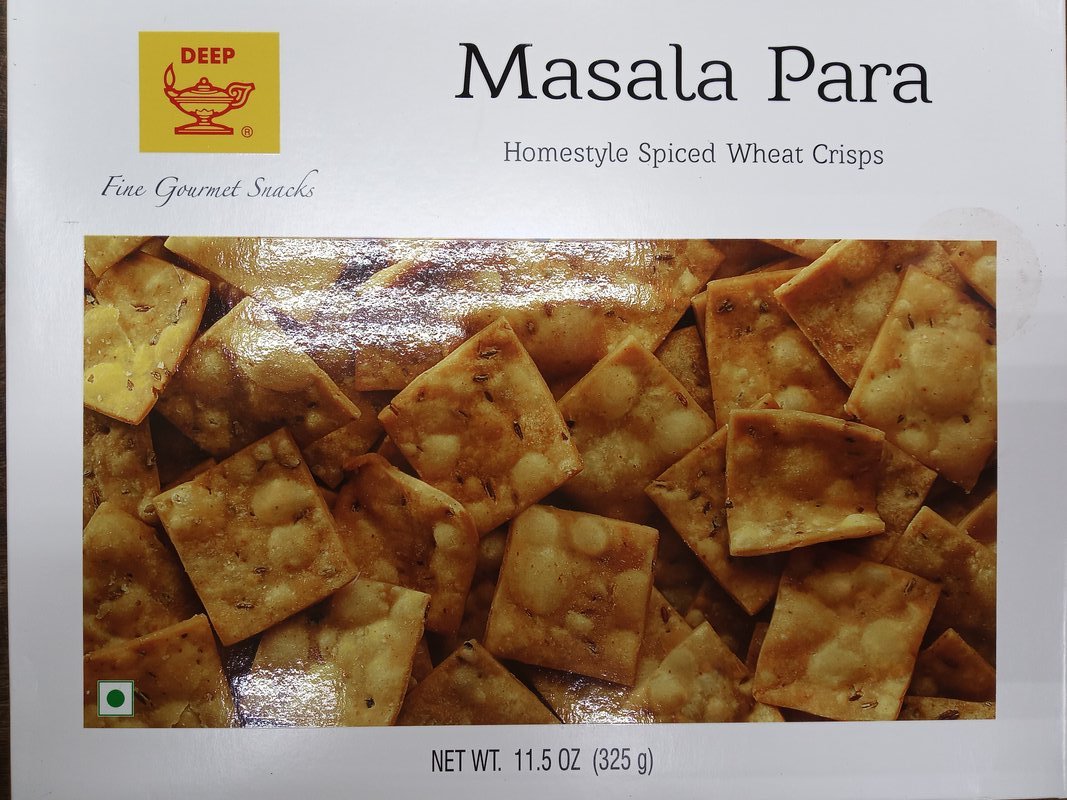 DEEP
®
Fine Gourmet Snacks
Masala Para
Homestyle Spiced Wheat Crisps
NET WT. 11.5 OZ (325 g)